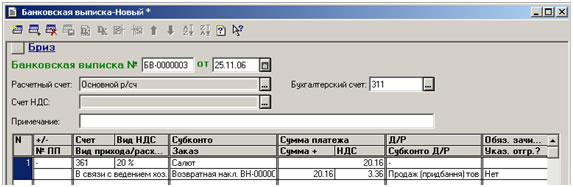 Банковская выписка-Новый *
Бриз
Банковская выписка № БВ-0000003 от 25.11.06
Расчетный счет: Основной р/сч ... Бухгалтерский счет: 311 ...
Счет НДС: ...
Примечание:
N +/- Счет Вид НДС Субконто Сумма платежа Д/Р Обяз. зачи...
№ ПП Вид прихода/расх... Заказ Сумма + НДС Субконто Д/Р Указ. отгр.?
1 - 361 20 % Салют 20.16 -
В связи с ведением хоз. Возвратная накл. ВН-0000 20.16 3.36 Продаж (придбання) тов Нет